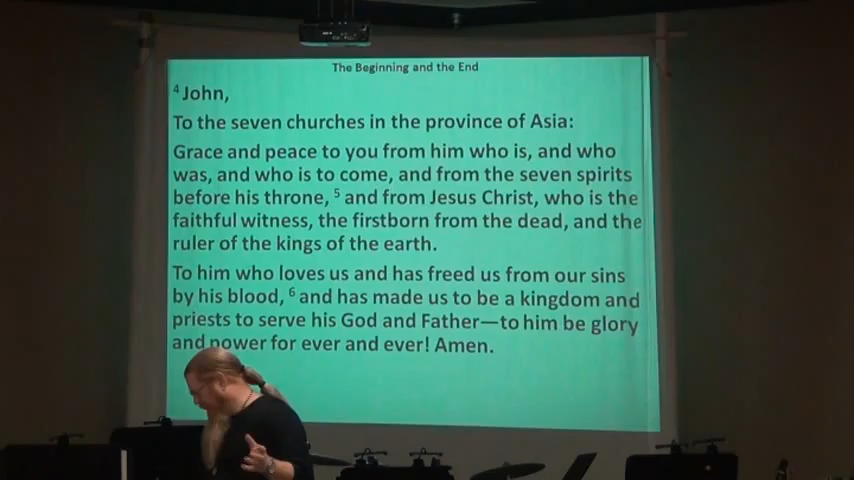 The Beginning and the End
4 John,
To the seven churches in the province of Asia:
Grace and peace to you from him who is, and who
was, and who is to come, and from the seven spirits
before his throne, 5 and from Jesus Christ, who is the
faithful witness, the firstborn from the dead, and the
ruler of the kings of the earth.
To him who loves us and has freed us from our sins
by his blood, 6 and has made us to be a kingdom and
priests to serve his God and Father—to him be glory
and power for ever and ever! Amen.